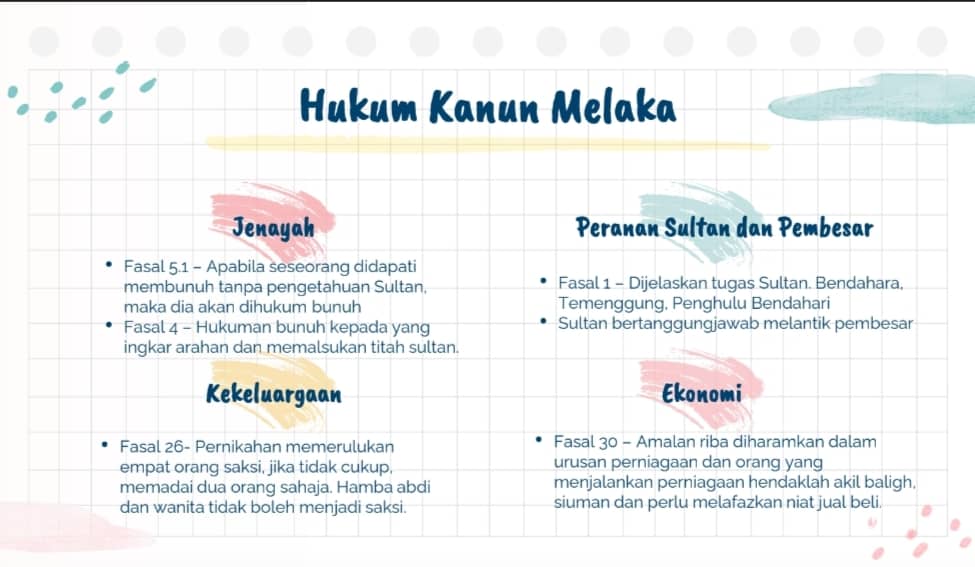 Hukum Kanun Melaka
Jenayah
• Fasal 5.1 – Apabila seseorang didapati
membunuh tanpa pengetahuan Sultan,
maka dia akan dihukum bunuh
• Fasal 4 – Hukuman bunuh kepada yang
ingkar arahan dan memalsukan titah sultan.
Peranan Sultan dan Pembesar
• Fasal 1 – Dijelaskan tugas Sultan. Bendahara,
Temenggung, Penghulu Bendahari
• Sultan bertanggungjawab melantik pembesar
Kekeluargaan
• Fasal 26- Pernikahan memerulukan
empat orang saksi, jika tidak cukup,
memadai dua orang sahaja. Hamba abdi
dan wanita tidak boleh menjadi saksi.
Ekonomi
• Fasal 30 – Amalan riba diharamkan dalam
urusan perniagaan dan orang yang
menjalankan perniagaan hendaklah akil baligh,
siuman dan perlu melafazkan niat jual beli.